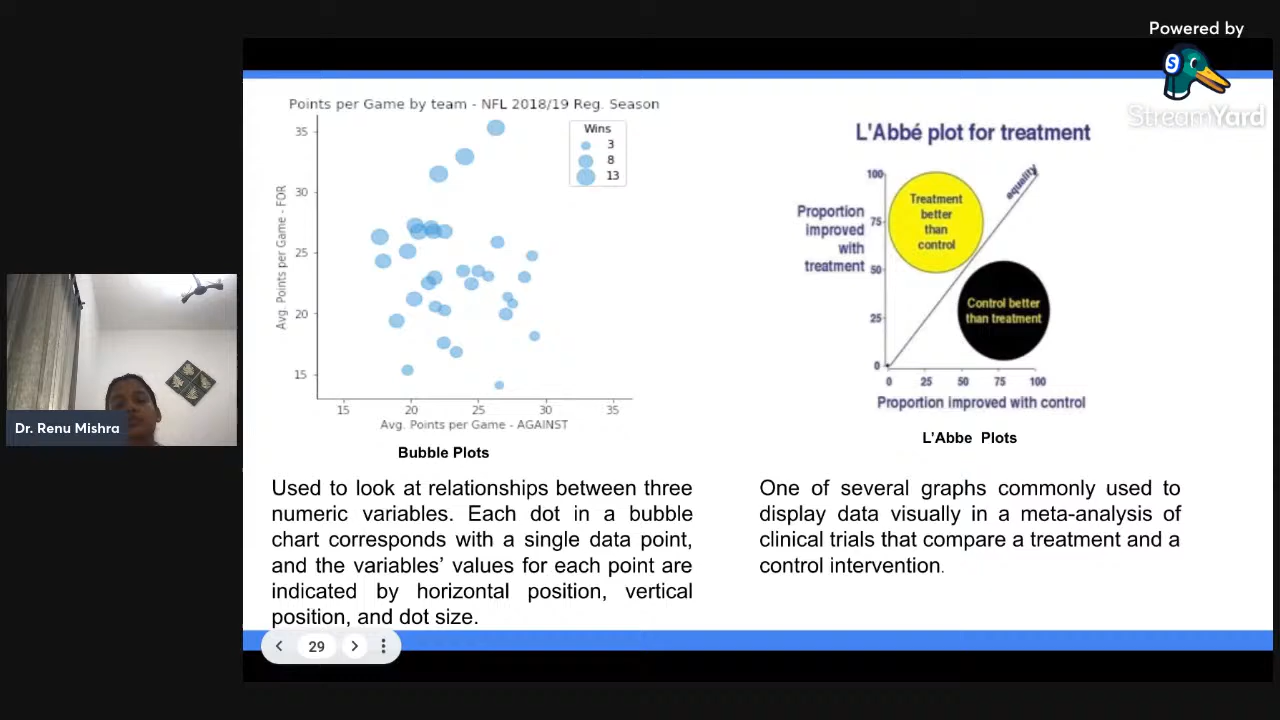 Powered by
S
StreamYard
Points per Game by team - NFL 2018/19 Reg. Season
Wins
3
8
13
35
30
25
20
15
Avg. Points per Game - FOR
15
20
25
30
35
Avg. Points per Game - AGAINST
Bubble Plots
Used to look at relationships between three
numeric variables. Each dot in a bubble
chart corresponds with a single data point,
and the variables’ values for each point are
indicated by horizontal position, vertical
position, and dot size.
L'Abbé plot for treatment
100
75
50
25
0
Proportion
improved
with
treatment
Treatment
better
than
control
equality
Control better
than treatment
0
25
50
75
100
Proportion improved with control
L'Abbe Plots
One of several graphs commonly used to
display data visually in a meta-analysis of
clinical trials that compare a treatment and a
control intervention.
Dr. Renu Mishra
29